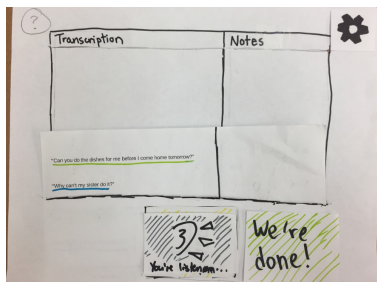 ?
Transcription
Notes
"Can you do the dishes for me before I come home tomorrow?"
"Why can't my sister do it?"
You're listening...
We're
done!